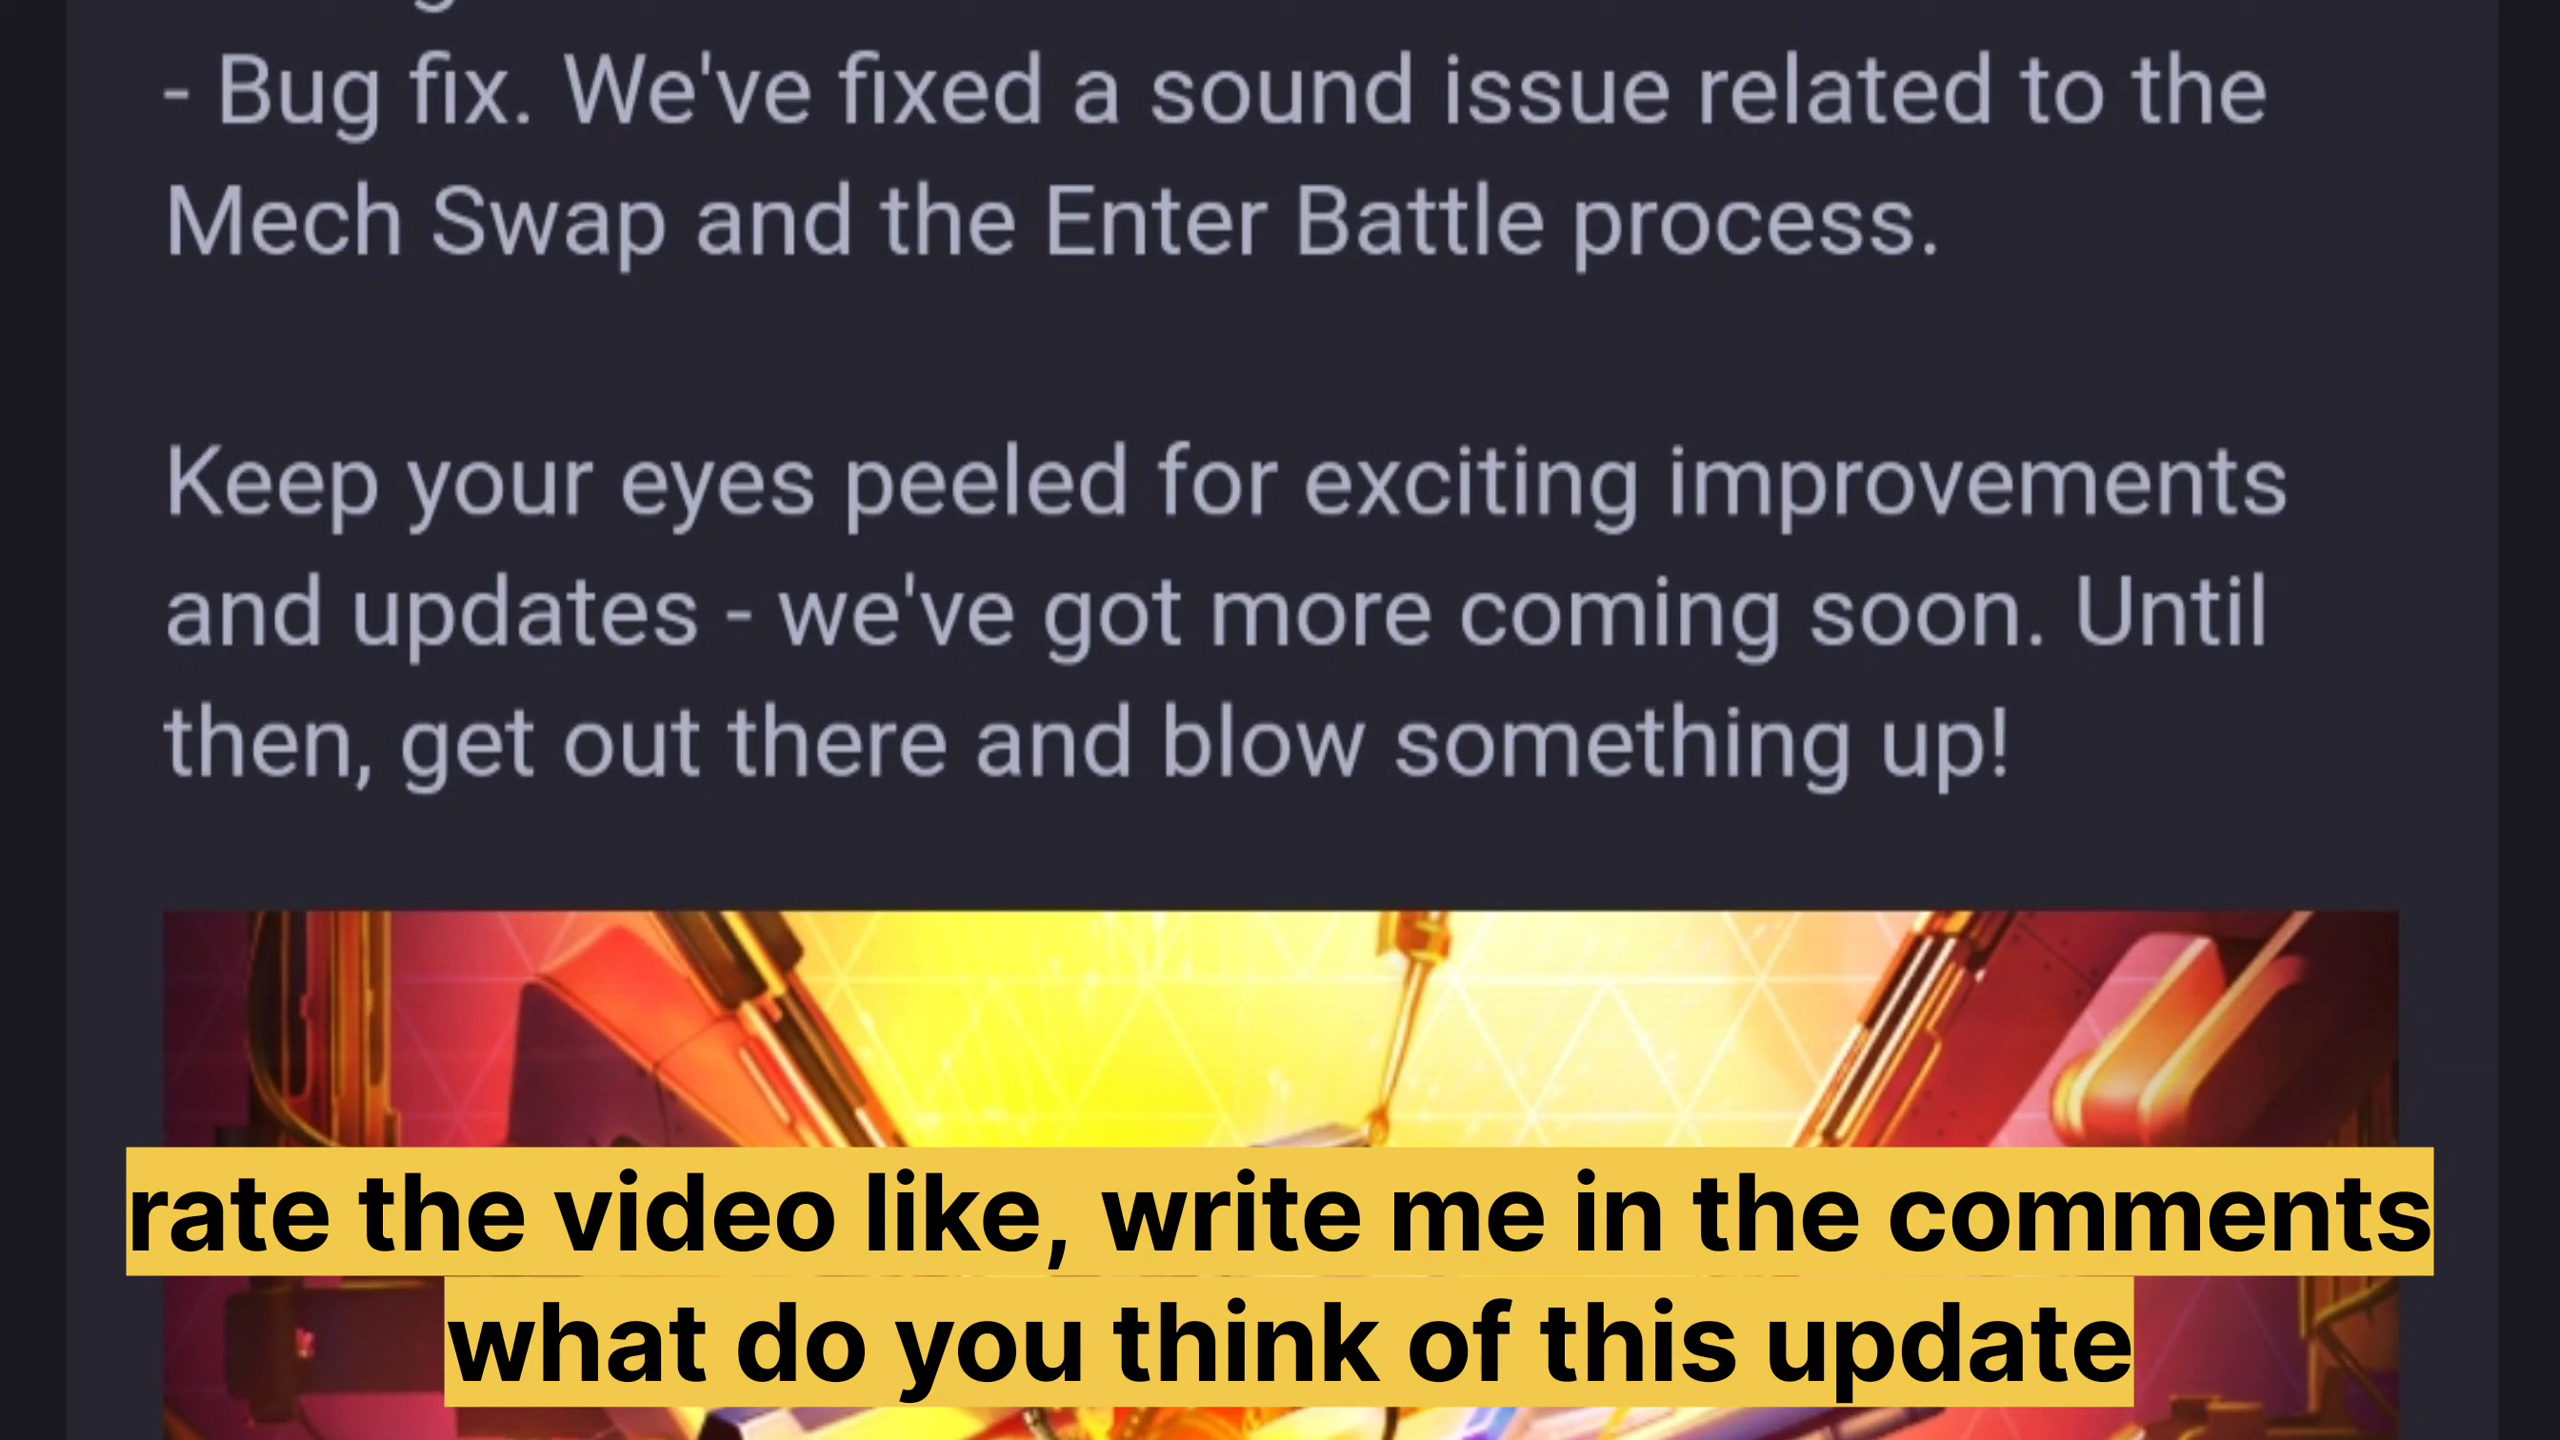 - Bug fix. We've fixed a sound issue related to the
Mech Swap and the Enter Battle process.
Keep your eyes peeled for exciting improvements
and updates - we've got more coming soon. Until
then, get out there and blow something up!
rate the video like, write me in the comments
what do you think of this update